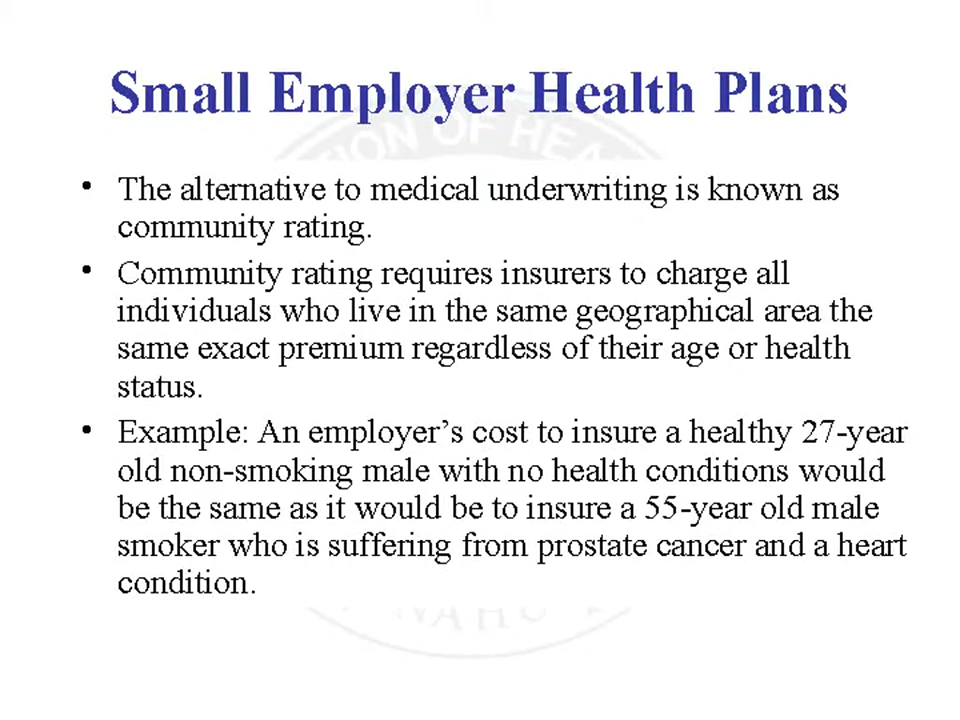 Small Employer Health Plans
• The alternative to medical underwriting is known as
community rating.
• Community rating requires insurers to charge all
individuals who live in the same geographical area the
same exact premium regardless of their age or health
status.
• Example: An employer’s cost to insure a healthy 27-year
old non-smoking male with no health conditions would
be the same as it would be to insure a 55-year old male
smoker who is suffering from prostate cancer and a heart
condition.
NAHU